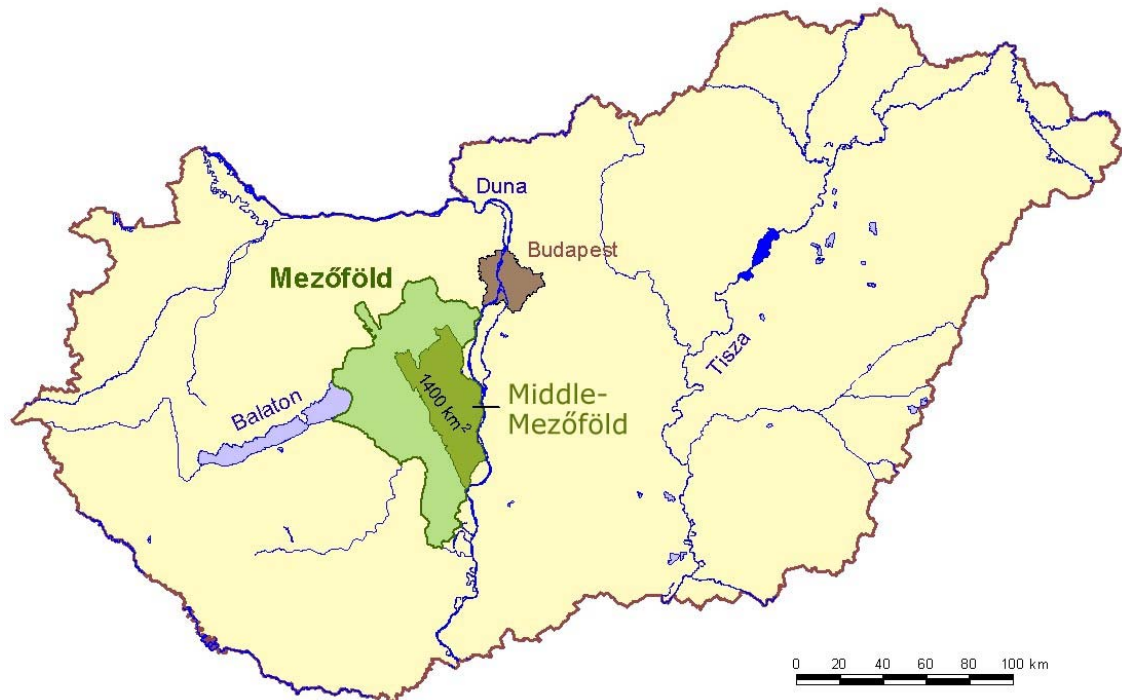 Duna
Budapest
Mezőföld
Tisza
Balaton
1400 km²
Middle-
Mezőföld
0 20 40 60 80 100 km